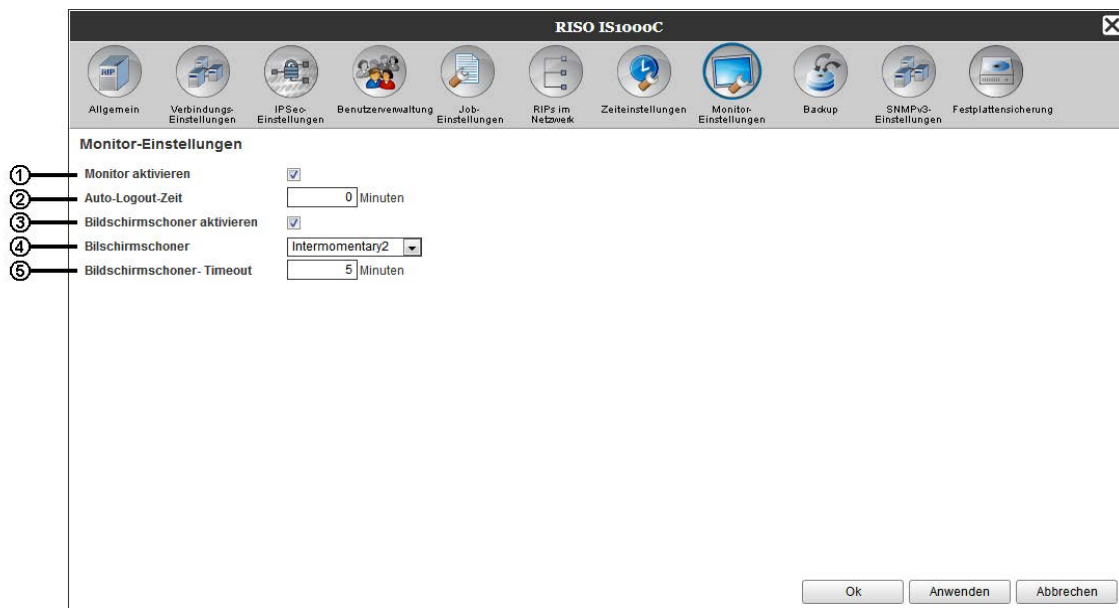 RISO IS1000C
RIP
Allgemein
Verbindungs-
Einstellungen
IPSec-
Einstellungen
Benutzerverwaltung
Job-
Einstellungen
RIPs im
Netzwerk
Zeiteinstellungen
Monitor-
Einstellungen
Backup
SNMPv3-
Einstellungen
Festplattensicherung
Monitor-Einstellungen
① Monitor aktivieren
② Auto-Logout-Zeit 0 Minuten
③ Bildschirmschoner aktivieren
④ Bilschirmschoner Intermomentary2
⑤ Bildschirmschoner- Timeout 5 Minuten
Ok Anwenden Abbrechen